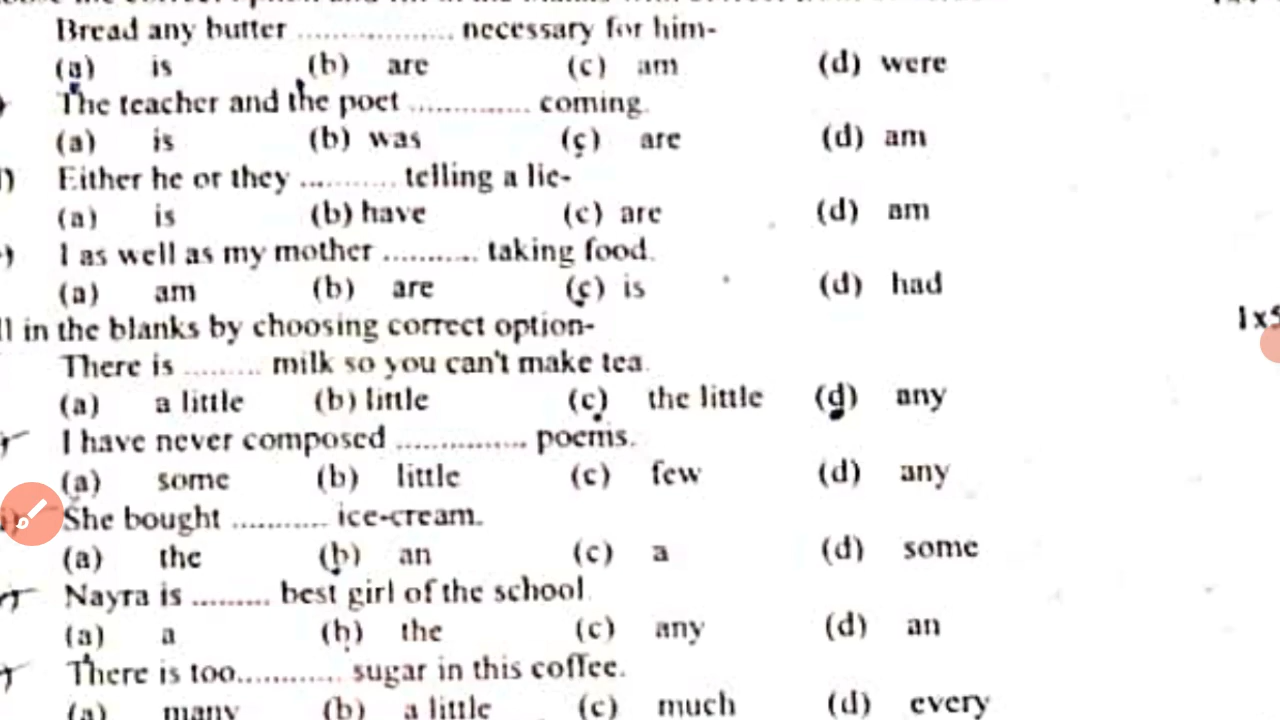 Bread any butter .................. necessary for him-
(a) is (b) are (c) am (d) were
The teacher and the poet .............. coming.
(a) is (b) was (c) are (d) am
Either he or they ........... telling a lie-
(a) is (b) have (c) are (d) am
I as well as my mother ........... taking food.
(a) am (b) are (c) is (d) had
in the blanks by choosing correct option-
There is ......... milk so you can't make tea.
(a) a little (b) little (c) the little (d) any
I have never composed ............... poems.
(a) some (b) little (c) few (d) any
She bought ........... ice-cream.
(a) the (b) an (c) a (d) some
Nayra is ......... best girl of the school
(a) a (b) the (c) any (d) an
There is too............ sugar in this coffee.
(a) many (b) a little (c) much (d) every